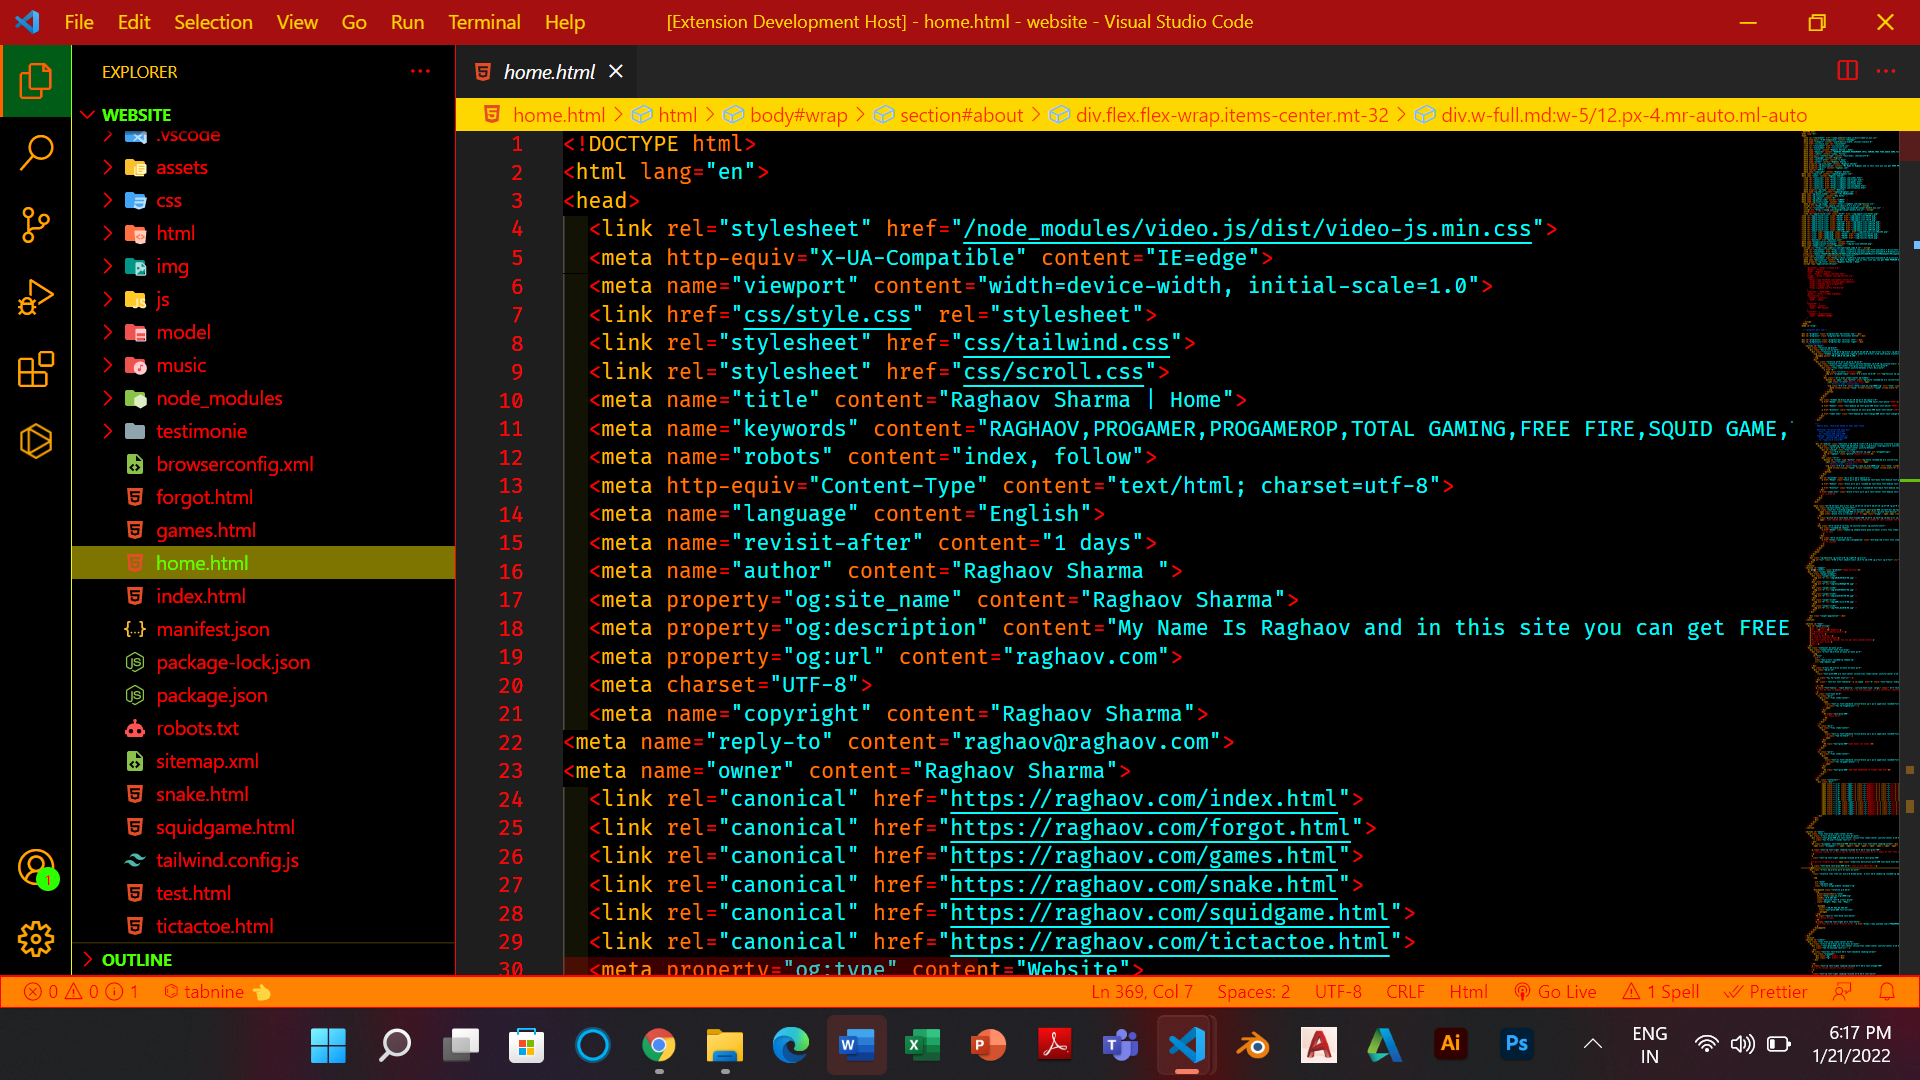 File Edit Selection View Go Run Terminal Help [Extension Development Host] - home.html - website - Visual Studio Code
EXPLORER
WEBSITE
.vscode
assets
css
html
img
js
model
music
node_modules
testimonie
browserconfig.xml
forgot.html
games.html
home.html
index.html
manifest.json
package-lock.json
package.json
robots.txt
sitemap.xml
snake.html
squidgame.html
tailwind.config.js
test.html
tictactoe.html
OUTLINE
1
home.html
home.html > html > body#wrap > section#about > div.flex.flex-wrap.items-center.mt-32 > div.w-full.md:w-5/12.px-4.mr-auto.ml-auto
1 <!DOCTYPE html>
2 <html lang="en">
3 <head>
4 <link rel="stylesheet" href="/node_modules/video.js/dist/video-js.min.css">
5 <meta http-equiv="X-UA-Compatible" content="IE=edge">
6 <meta name="viewport" content="width=device-width, initial-scale=1.0">
7 <link href="css/style.css" rel="stylesheet">
8 <link rel="stylesheet" href="css/tailwind.css">
9 <link rel="stylesheet" href="css/scroll.css">
10 <meta name="title" content="Raghaov Sharma | Home">
11 <meta name="keywords" content="RAGHAOV,PROGAMER,PROGAMEROP,TOTAL GAMING,FREE FIRE,SQUID GAME,
12 <meta name="robots" content="index, follow">
13 <meta http-equiv="Content-Type" content="text/html; charset=utf-8">
14 <meta name="language" content="English">
15 <meta name="revisit-after" content="1 days">
16 <meta name="author" content="Raghaov Sharma ">
17 <meta property="og:site_name" content="Raghaov Sharma">
18 <meta property="og:description" content="My Name Is Raghaov and in this site you can get FREE
19 <meta property="og:url" content="raghaov.com">
20 <meta charset="UTF-8">
21 <meta name="copyright" content="Raghaov Sharma">
22 <meta name="reply-to" content="raghaov@raghaov.com">
23 <meta name="owner" content="Raghaov Sharma">
24 <link rel="canonical" href="https://raghaov.com/index.html">
25 <link rel="canonical" href="https://raghaov.com/forgot.html">
26 <link rel="canonical" href="https://raghaov.com/games.html">
27 <link rel="canonical" href="https://raghaov.com/snake.html">
28 <link rel="canonical" href="https://raghaov.com/squidgame.html">
29 <link rel="canonical" href="https://raghaov.com/tictactoe.html">
30 <meta property="og:type" content="Website">
0 0 1 tabnine Ln 369, Col 7 Spaces: 2 UTF-8 CRLF Html Go Live 1 Spell Prettier
ENG
IN
6:17 PM
1/21/2022